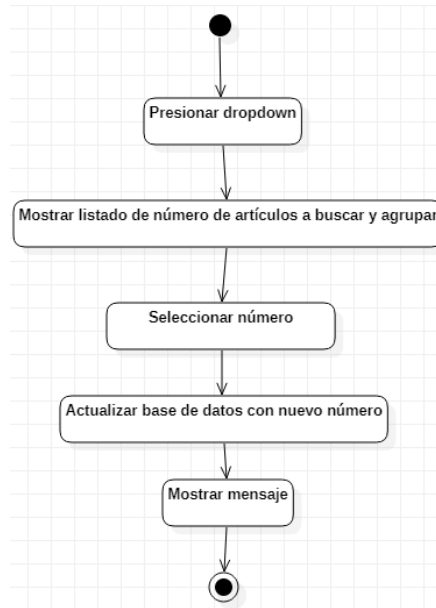 Presionar dropdown
Mostrar listado de número de artículos a buscar y agrupar
Seleccionar número
Actualizar base de datos con nuevo número
Mostrar mensaje